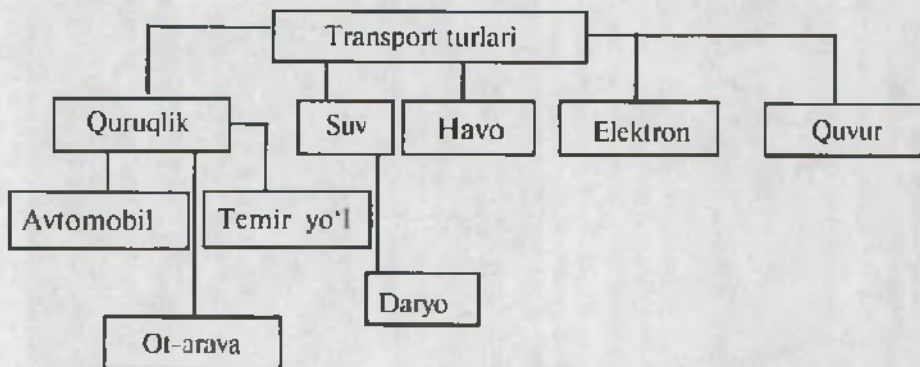 Transport turlari
Quruqlik
Suv
Havo
Elektron
Quvur
Avtomobil
Temir yo‘l
Daryo
Ot-arava